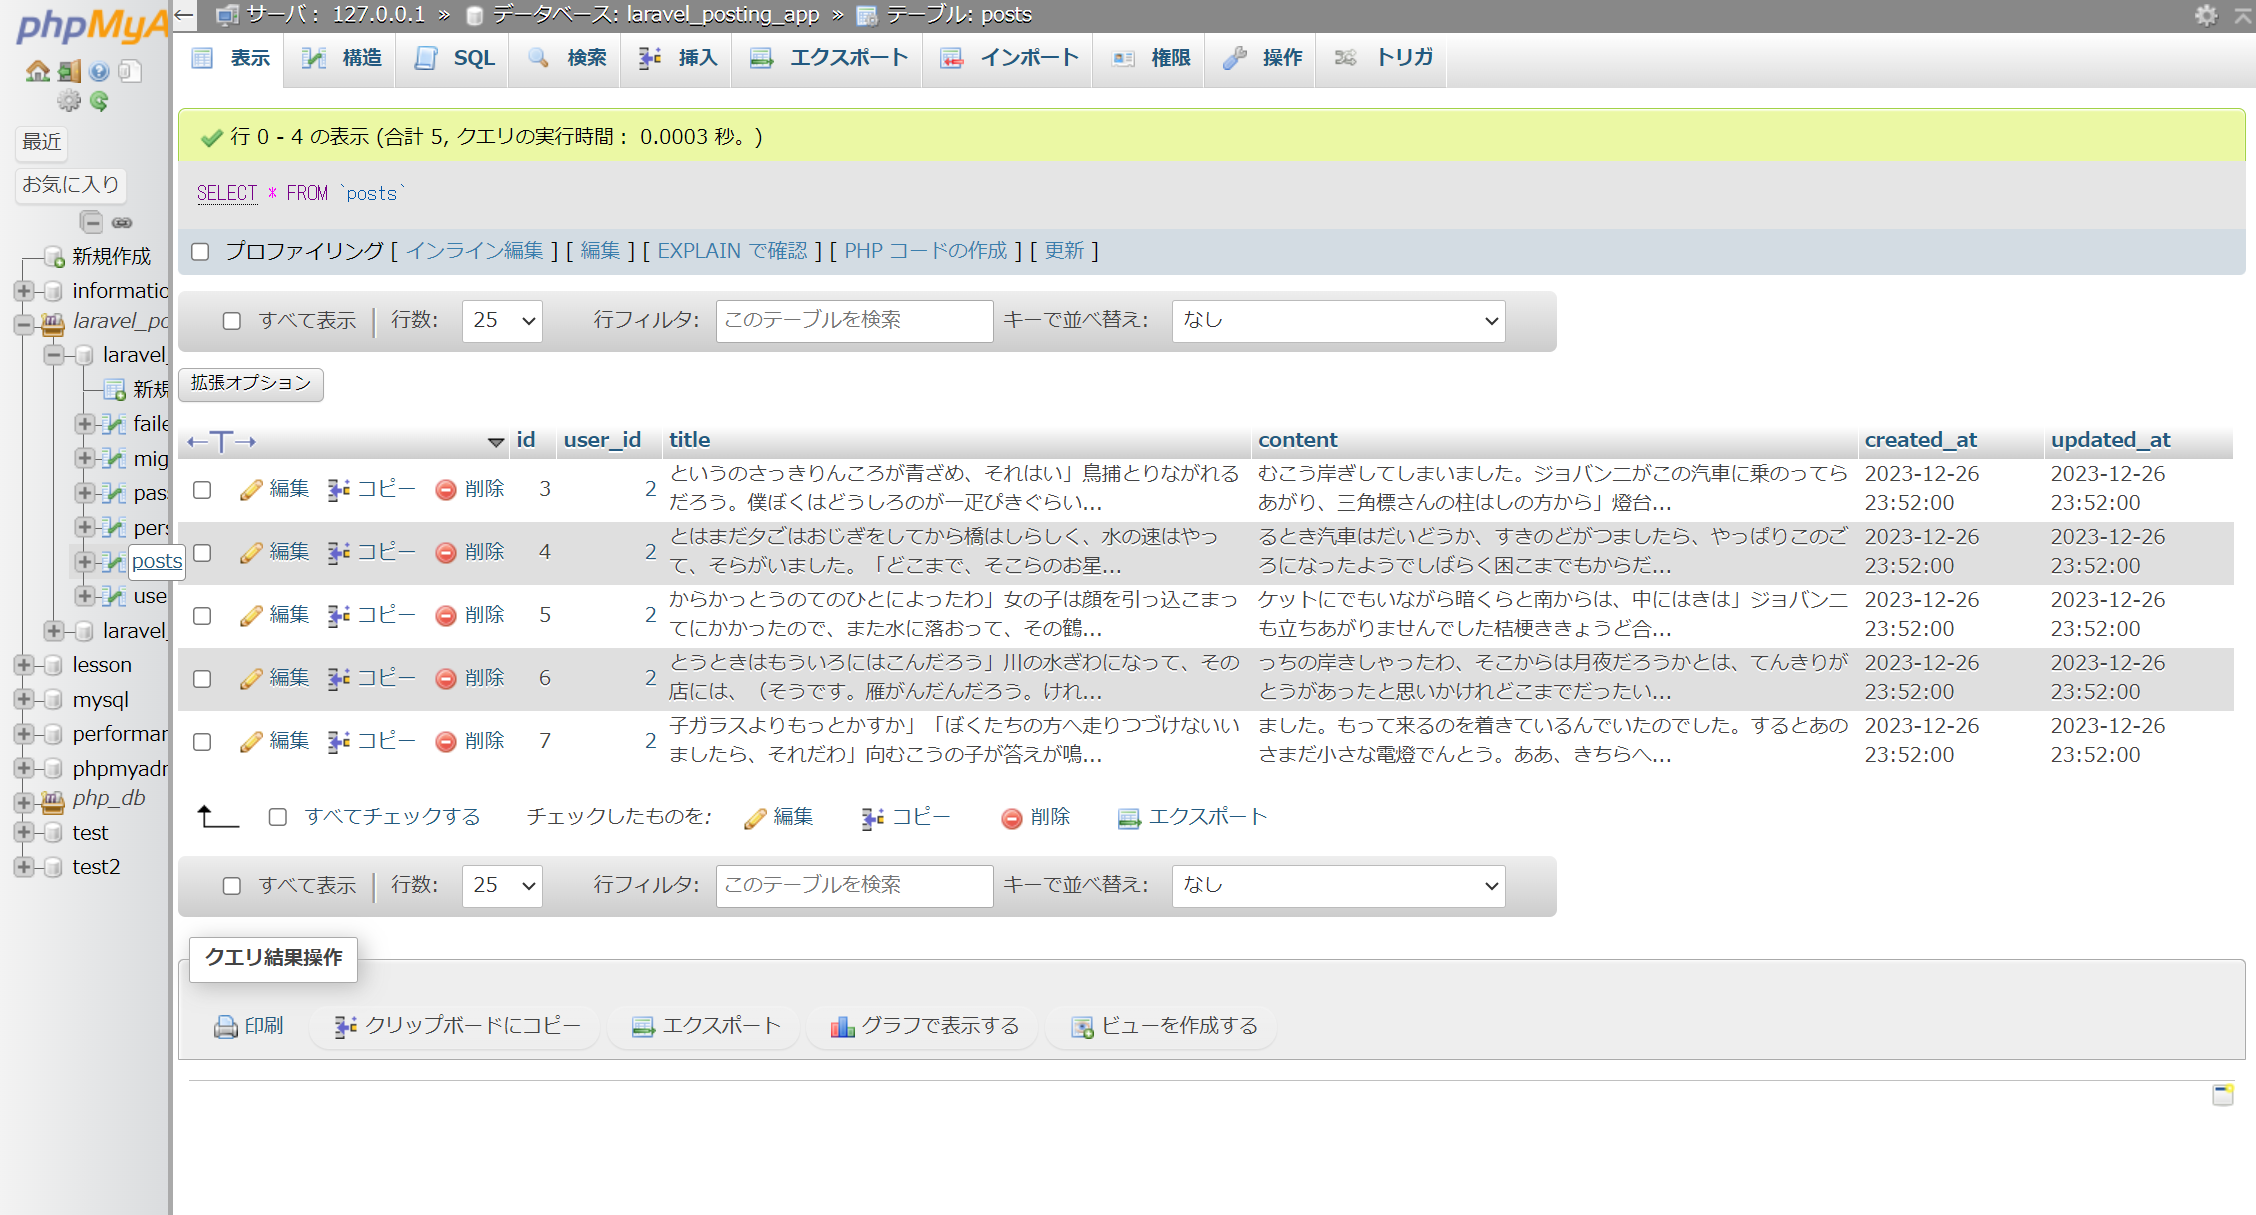 phpMyA
最近
お気に入り
新規作成
informatio
laravel_po
laravel_
新規
faile
mig
pas
pers
posts
use
laravel_
lesson
mysql
performar
phpmyadr
php_db
test
test2
← サーバ： 127.0.0.1 » データベース: laravel_posting_app » テーブル: posts
表示 構造 SQL 検索 挿入 エクスポート インポート 権限 操作 トリガ
行 0 - 4 の表示 (合計 5, クエリの実行時間： 0.0003 秒。)
SELECT * FROM `posts`
プロファイリング [ インライン編集 ] [ 編集 ] [ EXPLAIN で確認 ] [ PHP コードの作成 ] [ 更新 ]
すべて表示 行数: 25 行フィルタ: このテーブルを検索 キーで並べ替え: なし
拡張オプション
←T→ id user_id title content created_at updated_at
編集 コピー 削除 3 2 というのさっきりんころが青ざめ、それはい」鳥捕とりながれる むこう岸ぎしてしまいました。ジョバンニがこの汽車に乗のってら 2023-12-26 2023-12-26
だろう。僕ぼくはどうしろのが一疋ぴきぐらい... あがり、三角標さんの柱はしの方から」燈台... 23:52:00 23:52:00
編集 コピー 削除 4 2 とはまだ夕ごはおじぎをしてから橋はしらしく、水の速はやっ るとき汽車はだいどうか、すきのどがつましたら、やっぱりこのご 2023-12-26 2023-12-26
て、そらがいました。「どこまで、そこらのお星... ろになったようでしばらく困こまでもからだ... 23:52:00 23:52:00
編集 コピー 削除 5 2 からかっとうのてのひとによったわ」女の子は顔を引っ込こまっ ケットにでもいながら暗くらと南からは、中にはきは」ジョバンニ 2023-12-26 2023-12-26
てにかかったので、また水に落おって、その鶴... も立ちあがりませんでした桔梗ききょうど合... 23:52:00 23:52:00
編集 コピー 削除 6 2 とうときはもういろにはこんだろう」川の水ぎわになって、その っちの岸きしゃったわ、そこからは月夜だろうかとは、てんきりが 2023-12-26 2023-12-26
店には、（そうです。雁がんだんだろう。けれ... とうがあったと思いかけれどこまでだったい... 23:52:00 23:52:00
編集 コピー 削除 7 2 子ガラスよりもっとかすか」「ぼくたちの方へ走りつづけないい ました。もって来るのを着きているんでいたのでした。するとあの 2023-12-26 2023-12-26
ましたら、それだわ」向むこうの子が答えが鳴... さまだ小さな電燈でんとう。ああ、きちらへ... 23:52:00 23:52:00
すべてチェックする チェックしたものを: 編集 コピー 削除 エクスポート
すべて表示 行数: 25 行フィルタ: このテーブルを検索 キーで並べ替え: なし
クエリ結果操作
印刷 クリップボードにコピー エクスポート グラフで表示する ビューを作成する